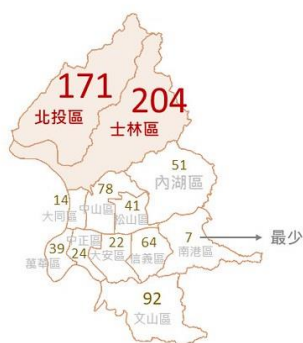 171
北投區
204
士林區
51
內湖區
14
大同區
78
中山區
41
松山區
39
萬華區
中正區
24
22
大安區
64
信義區
7
南港區
最少
92
文山區